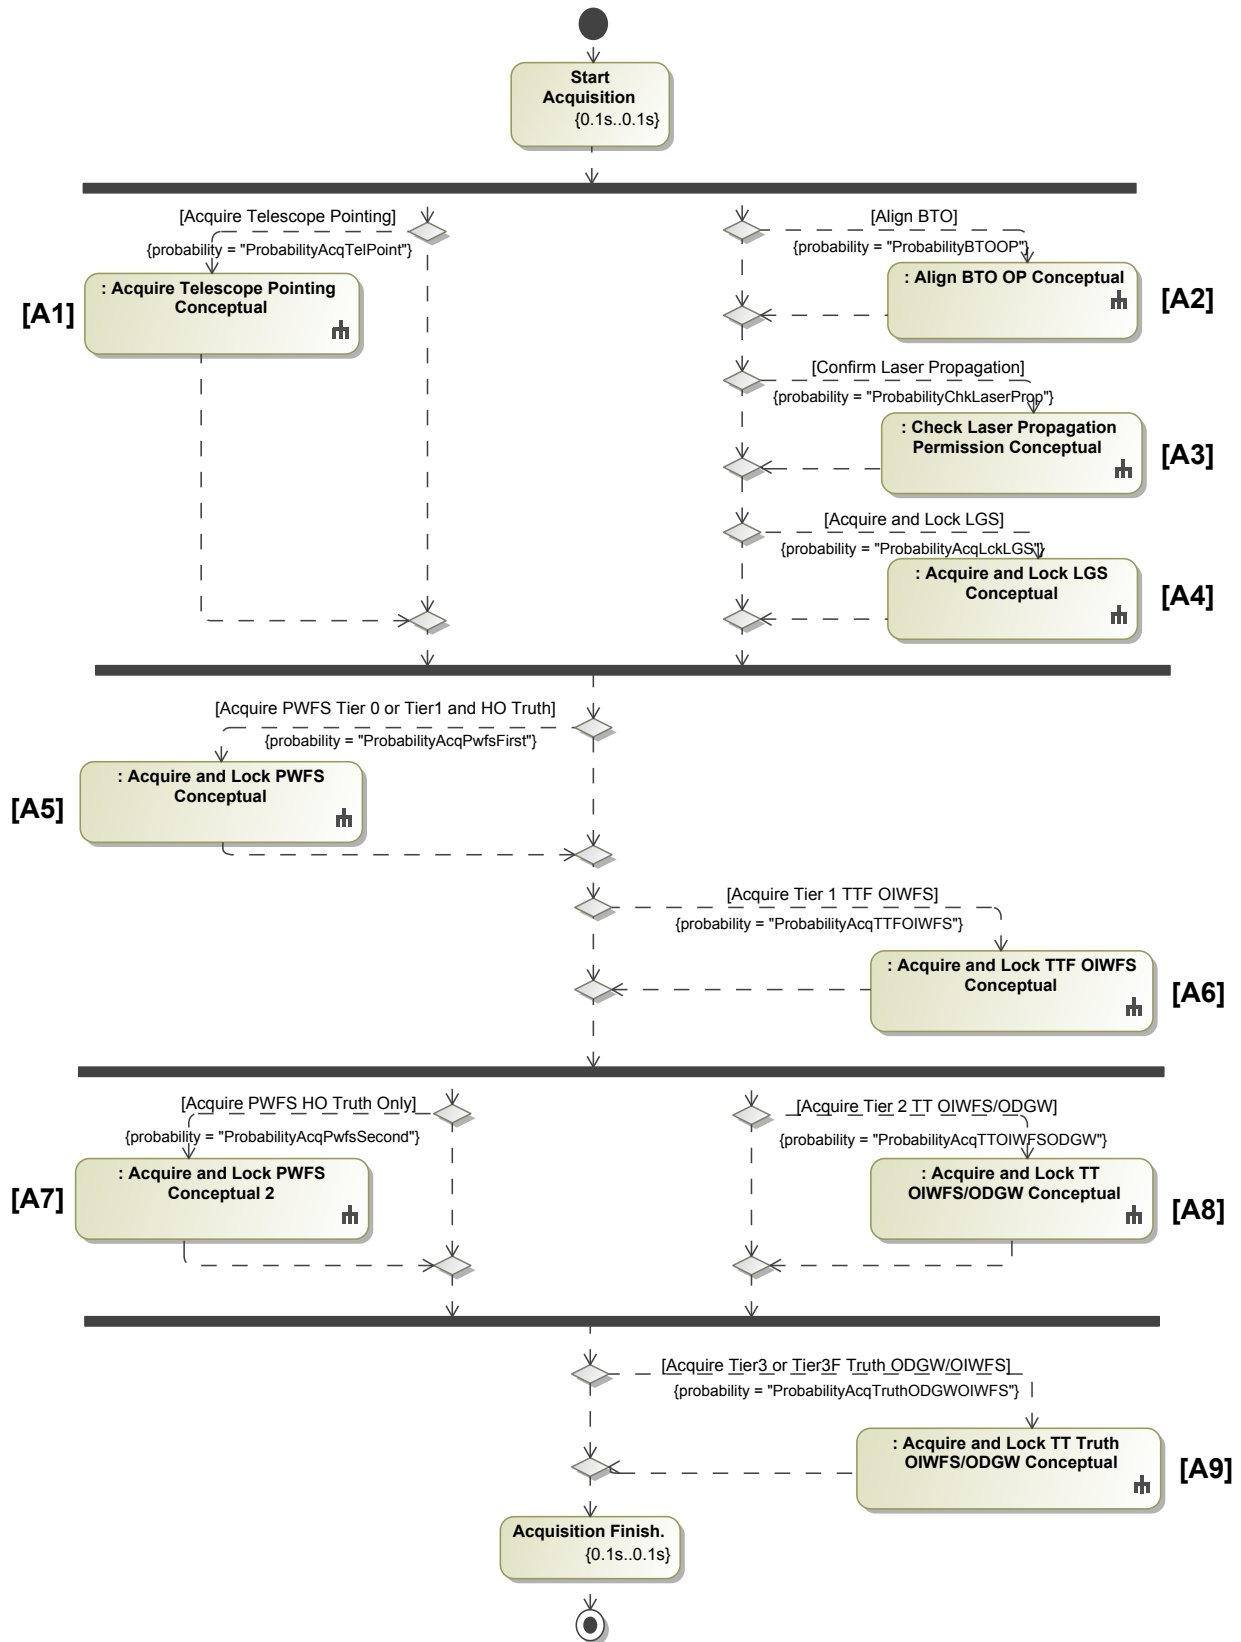 Start
Acquisition
{0.1s..0.1s}
[Acquire Telescope Pointing]
{probability = "ProbabilityAcqTelPoint"}
[A1]
: Acquire Telescope Pointing
Conceptual
[Align BTO]
{probability = "ProbabilityBTOOP"}
: Align BTO OP Conceptual
[A2]
[Confirm Laser Propagation]
{probability = "ProbabilityChkLaserProp"}
: Check Laser Propagation
Permission Conceptual
[A3]
[Acquire and Lock LGS]
{probability = "ProbabilityAcqLckLGS"}
: Acquire and Lock LGS
Conceptual
[A4]
[Acquire PWFS Tier 0 or Tier1 and HO Truth]
{probability = "ProbabilityAcqPwfsFirst"}
[A5]
: Acquire and Lock PWFS
Conceptual
[Acquire Tier 1 TTF OIWFS]
{probability = "ProbabilityAcqTTFOIWFS"}
: Acquire and Lock TTF OIWFS
Conceptual
[A6]
[Acquire PWFS HO Truth Only]
{probability = "ProbabilityAcqPwfsSecond"}
[A7]
: Acquire and Lock PWFS
Conceptual 2
[Acquire Tier 2 TT OIWFS/ODGW]
{probability = "ProbabilityAcqTTOIWFSODGW"}
: Acquire and Lock TT
OIWFS/ODGW Conceptual
[A8]
[Acquire Tier3 or Tier3F Truth ODGW/OIWFS]
{probability = "ProbabilityAcqTruthODGWOIWFS"}
: Acquire and Lock TT Truth
OIWFS/ODGW Conceptual
[A9]
Acquisition Finish.
{0.1s..0.1s}